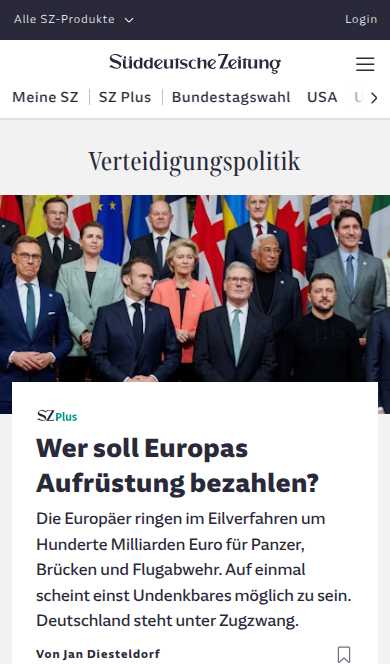 Alle SZ-Produkte
Login
Süddeutsche Zeitung
Meine SZ
SZ Plus
Bundestagswahl
USA
Verteidigungspolitik
SZ Plus
Wer soll Europas
Aufrüstung bezahlen?
Die Europäer ringen im Eilverfahren um
Hunderte Milliarden Euro für Panzer,
Brücken und Flugabwehr. Auf einmal
scheint einst Undenkbares möglich zu sein.
Deutschland steht unter Zugzwang.
Von Jan Diesteldorf